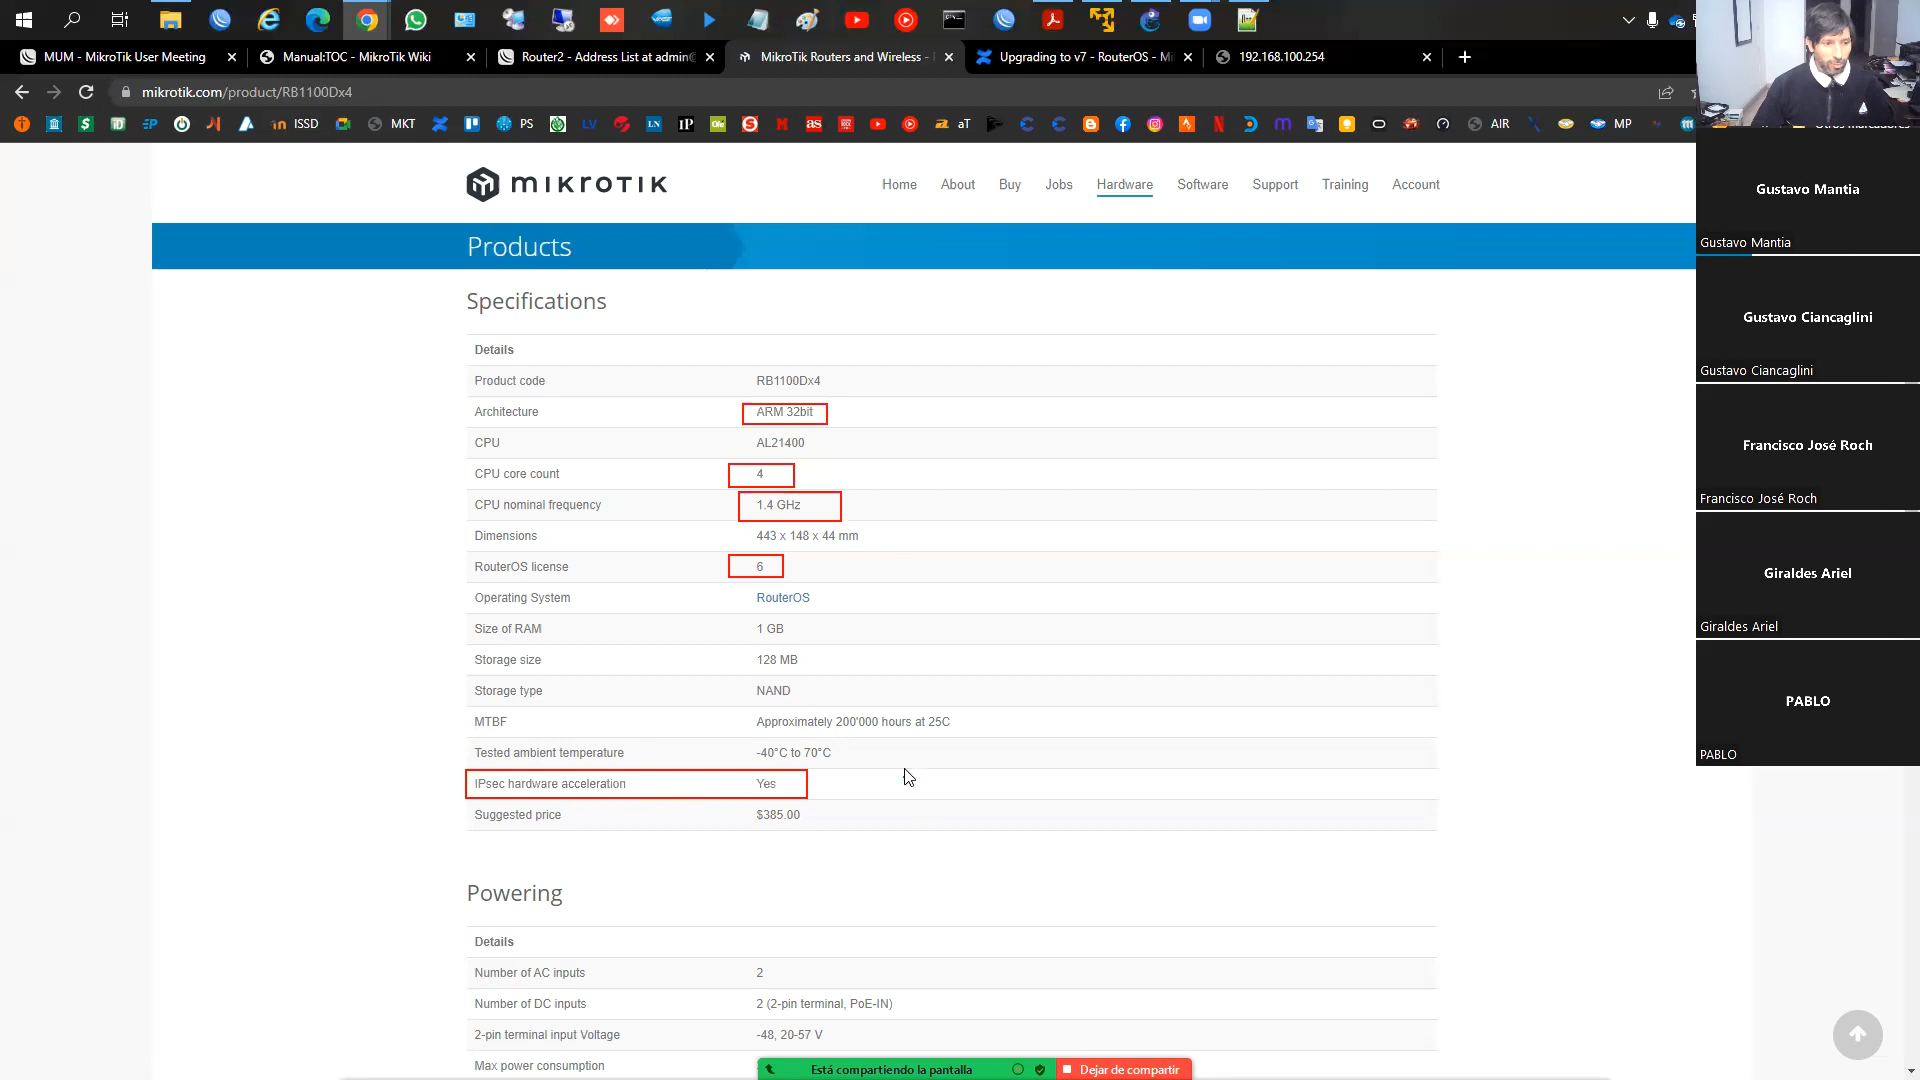 MUM - MikroTik User Meeting
Manual:TOC - MikroTik Wiki
Router2 - Address List at admin@
MikroTik Routers and Wireless -
Upgrading to v7 - RouterOS - Mi
192.168.100.254
mikrotik.com/product/RB1100Dx4
ISSD
MKT
PS
aT
AIR
MP
Otros marcadores
MIKROTIK
Home
About
Buy
Jobs
Hardware
Software
Support
Training
Account
Products
Specifications
Details
Product code RB1100Dx4
Architecture ARM 32bit
CPU AL21400
CPU core count 4
CPU nominal frequency 1.4 GHz
Dimensions 443 x 148 x 44 mm
RouterOS license 6
Operating System RouterOS
Size of RAM 1 GB
Storage size 128 MB
Storage type NAND
MTBF Approximately 200'000 hours at 25C
Tested ambient temperature -40°C to 70°C
IPsec hardware acceleration Yes
Suggested price $385.00
Powering
Details
Number of AC inputs 2
Number of DC inputs 2 (2-pin terminal, PoE-IN)
2-pin terminal input Voltage -48, 20-57 V
Max power consumption
Está compartiendo la pantalla
Dejar de compartir
Gustavo Mantia
Gustavo Mantia
Gustavo Ciancaglini
Gustavo Ciancaglini
Francisco José Roch
Francisco José Roch
Giraldes Ariel
Giraldes Ariel
PABLO
PABLO